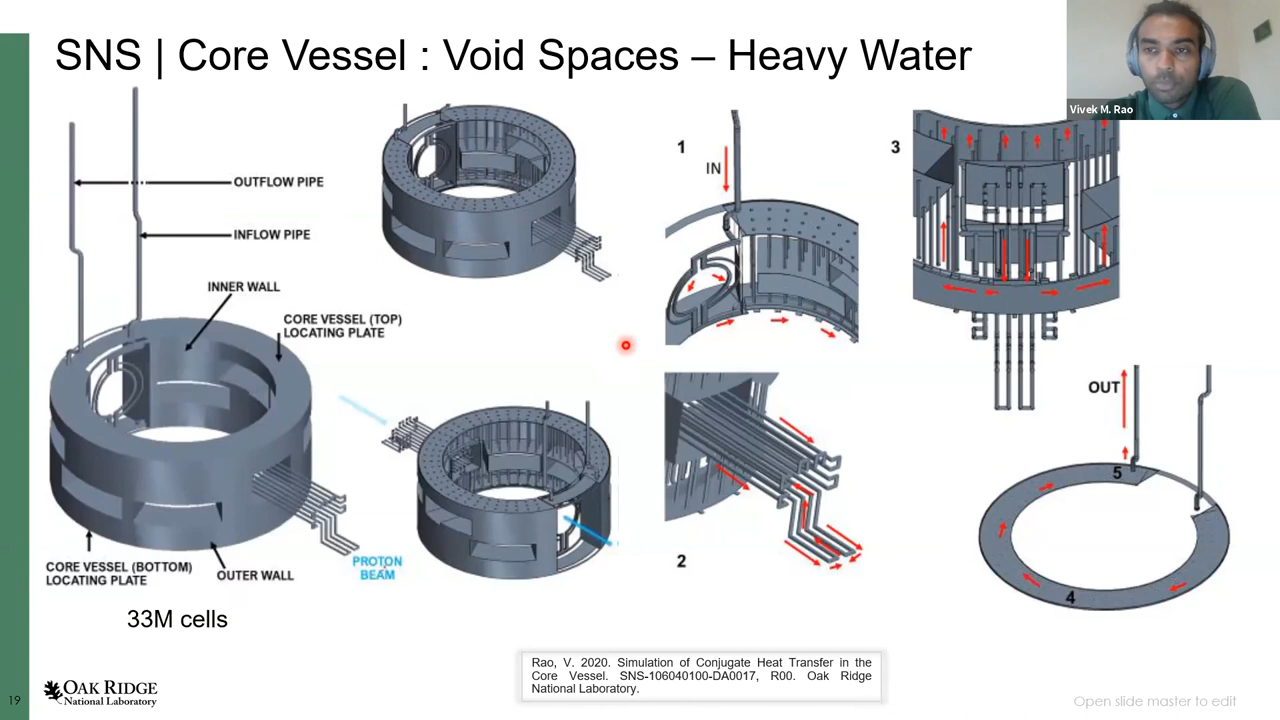 SNS | Core Vessel : Void Spaces – Heavy Water
Vivek M. Rao
OUTFLOW PIPE
INFLOW PIPE
INNER WALL
CORE VESSEL (TOP)
LOCATING PLATE
CORE VESSEL (BOTTOM)
LOCATING PLATE
OUTER WALL
PROTON
BEAM
33M cells
1
IN
2
3
OUT
5
4
Rao, V. 2020. Simulation of Conjugate Heat Transfer in the
Core Vessel. SNS-106040100-DA0017, R00. Oak Ridge
National Laboratory.
19
OAK RIDGE
National Laboratory
Open slide master to edit